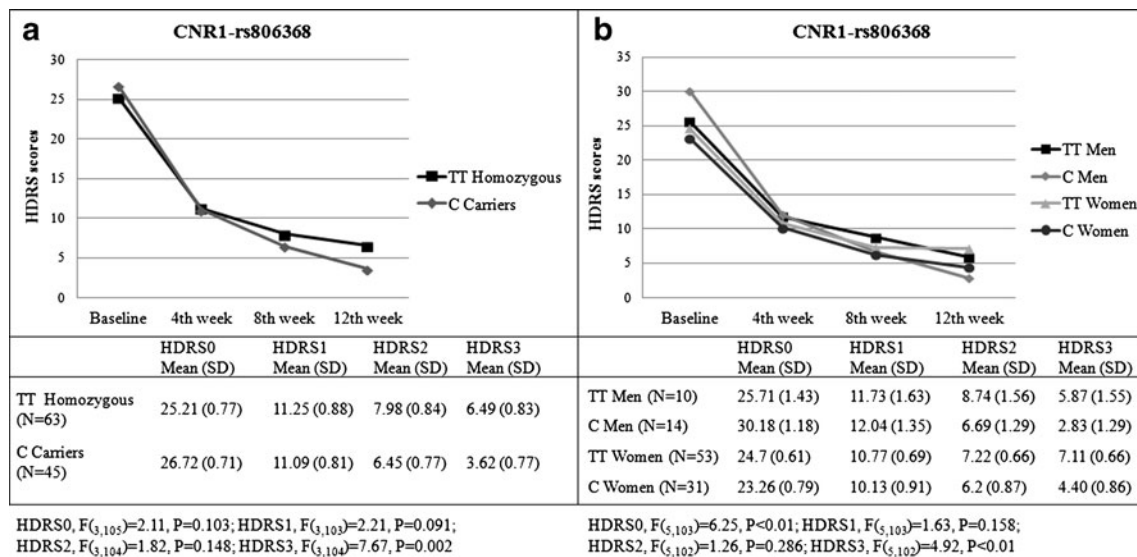 a
CNR1-rs806368
30
25
20
15
10
5
0
HDRS scores
Baseline 4th week 8th week 12th week
TT Homozygous
C Carriers
HDRS0 HDRS1 HDRS2 HDRS3
Mean (SD) Mean (SD) Mean (SD) Mean (SD)
TT Homozygous
(N=63) 25.21 (0.77) 11.25 (0.88) 7.98 (0.84) 6.49 (0.83)
C Carriers
(N=45) 26.72 (0.71) 11.09 (0.81) 6.45 (0.77) 3.62 (0.77)
HDRS0, F(3,105)=2.11, P=0.103; HDRS1, F(3,103)=2.21, P=0.091;
HDRS2, F(3,104)=1.82, P=0.148; HDRS3, F(3,104)=7.67, P=0.002
b
CNR1-rs806368
35
30
25
20
15
10
5
0
HDRS scores
Baseline 4th week 8th week 12th week
TT Men
C Men
TT Women
C Women
HDRS0 HDRS1 HDRS2 HDRS3
Mean (SD) Mean (SD) Mean (SD) Mean (SD)
TT Men (N=10) 25.71 (1.43) 11.73 (1.63) 8.74 (1.56) 5.87 (1.55)
C Men (N=14) 30.18 (1.18) 12.04 (1.35) 6.69 (1.29) 2.83 (1.29)
TT Women (N=53) 24.7 (0.61) 10.77 (0.69) 7.22 (0.66) 7.11 (0.66)
C Women (N=31) 23.26 (0.79) 10.13 (0.91) 6.2 (0.87) 4.40 (0.86)
HDRS0, F(5,103)=6.25, P<0.01; HDRS1, F(5,103)=1.63, P=0.158;
HDRS2, F(5,102)=1.26, P=0.286; HDRS3, F(5,102)=4.92, P<0.01